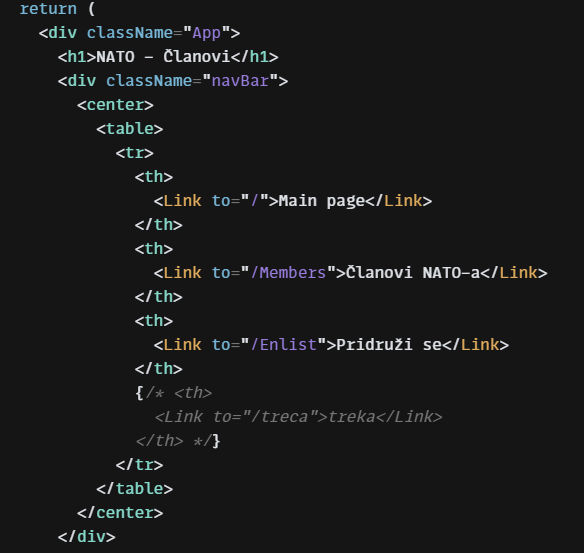 return (
<div className="App">
<h1>NATO - Članovi</h1>
<div className="navBar">
<center>
<table>
<tr>
<th>
<Link to="/">Main page</Link>
</th>
<th>
<Link to="/Members">Članovi NATO-a</Link>
</th>
<th>
<Link to="/Enlist">Pridruži se</Link>
</th>
{/* <th>
<Link to="/treca">treka</Link>
</th> */}
</tr>
</table>
</center>
</div>